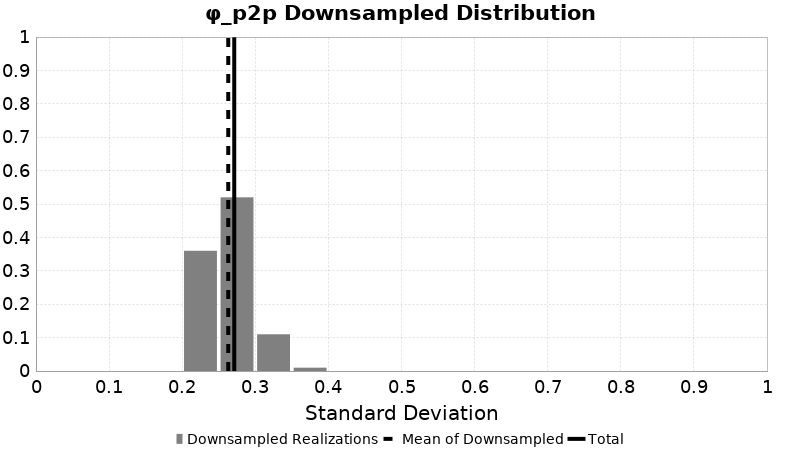 φ_p2p Downsampled Distribution
1
0.9
0.8
0.7
0.6
0.5
0.4
0.3
0.2
0.1
0
0 0.1 0.2 0.3 0.4 0.5 0.6 0.7 0.8 0.9 1
Standard Deviation
Downsampled Realizations Mean of Downsampled Total